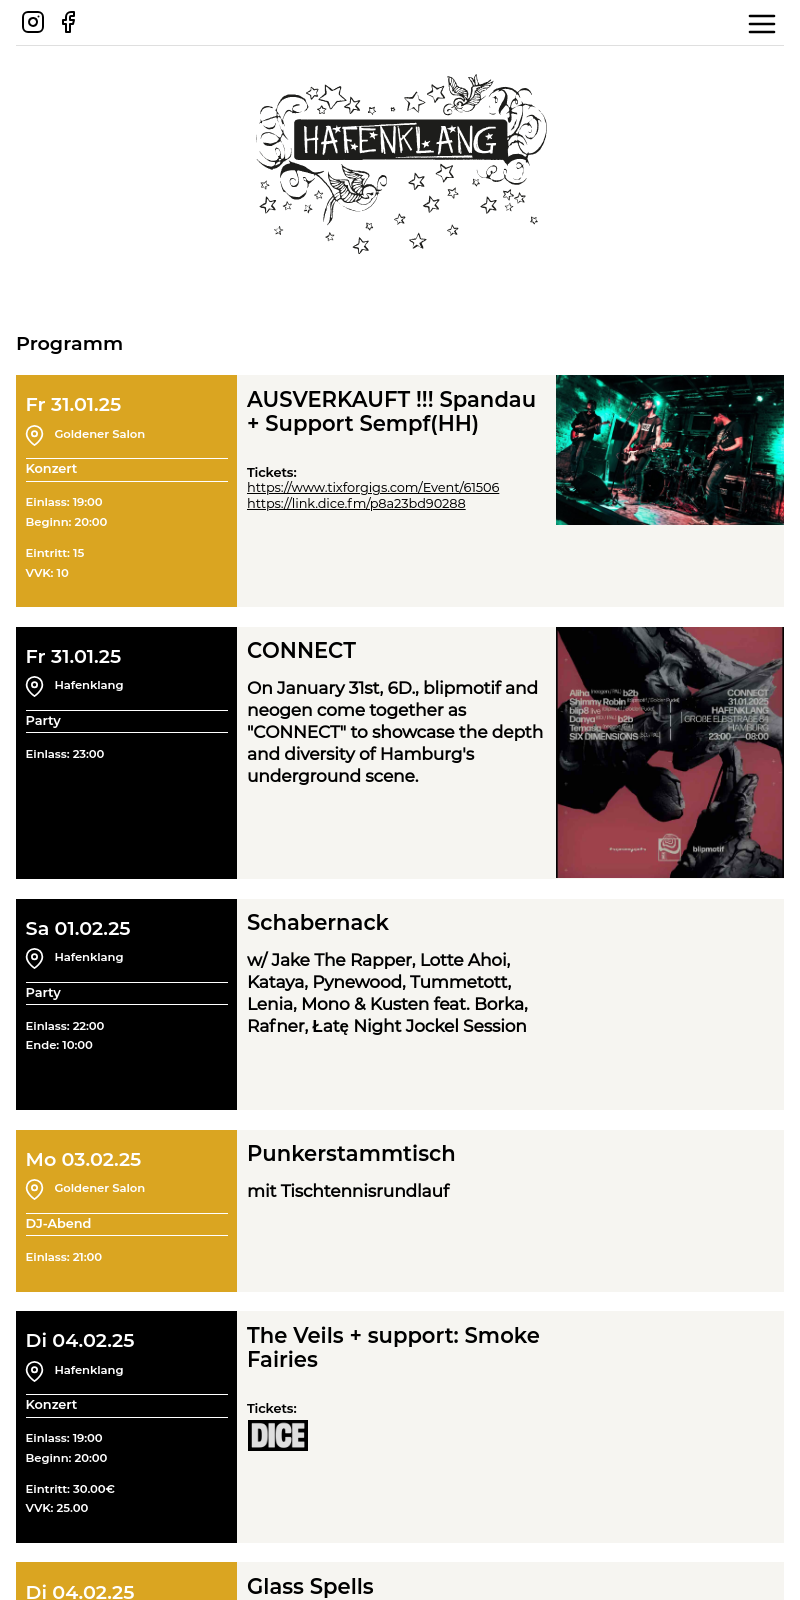 HAFENKLANG
Programm
Fr 31.01.25
Goldener Salon
Konzert
Einlass: 19:00
Beginn: 20:00
Eintritt: 15
VVK: 10
AUSVERKAUFT !!! Spandau
+ Support Sempf(HH)
Tickets:
https://www.tixforgigs.com/Event/61506
https://link.dice.fm/p8a23bd90288
Fr 31.01.25
Hafenklang
Party
Einlass: 23:00
CONNECT
On January 31st, 6D., blipmotif and
neogen come together as
"CONNECT" to showcase the depth
and diversity of Hamburg's
underground scene.
Aliha b2b
Shimmy Robin
blip8 live
Danya b2b
Temasia
SIX DIMENSIONS
CONNECT
31.01.2025
HAFENKLANG
GROßE ELBSTRAßE 84
HAMBURG
23:00 08:00
blipmotif
Sa 01.02.25
Hafenklang
Party
Einlass: 22:00
Ende: 10:00
Schabernack
w/ Jake The Rapper, Lotte Ahoi,
Kataya, Pynewood, Tummetott,
Lenia, Mono & Kusten feat. Borka,
Rafner, Łatę Night Jockel Session
Mo 03.02.25
Goldener Salon
DJ-Abend
Einlass: 21:00
Punkerstammtisch
mit Tischtennisrundlauf
Di 04.02.25
Hafenklang
Konzert
Einlass: 19:00
Beginn: 20:00
Eintritt: 30.00€
VVK: 25.00
The Veils + support: Smoke
Fairies
Tickets:
DICE
Di 04.02.25
Glass Spells